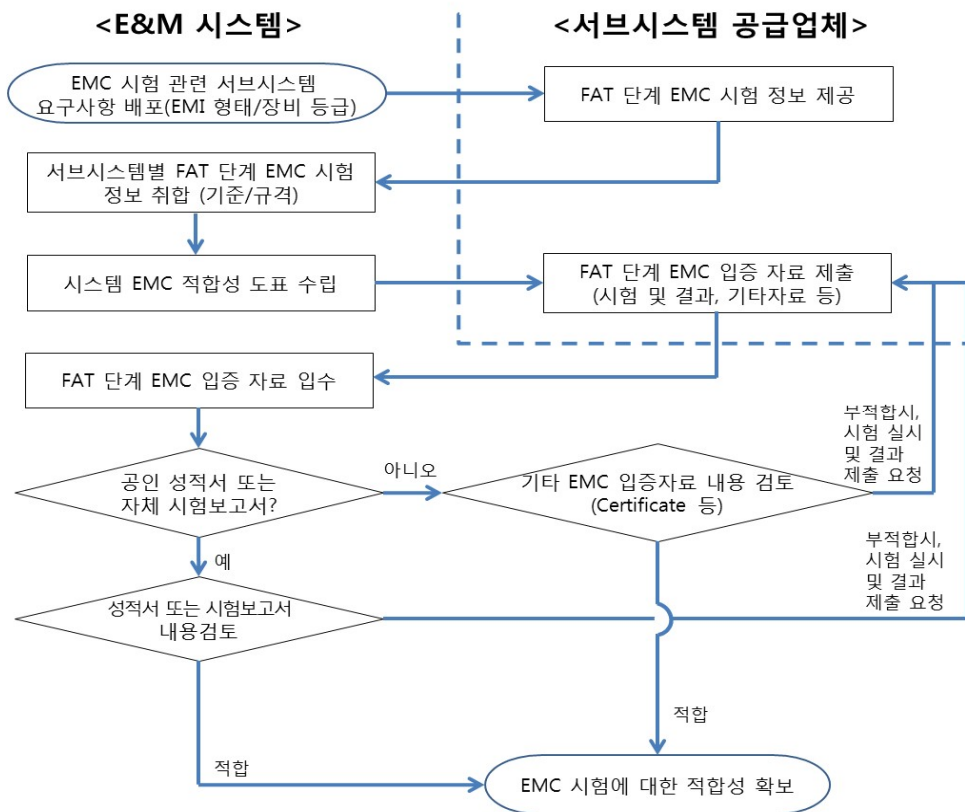 <E&M 시스템>
<서브시스템 공급업체>
EMC 시험 관련 서브시스템
요구사항 배포(EMI 형태/장비 등급)
FAT 단계 EMC 시험 정보 제공
서브시스템별 FAT 단계 EMC 시험
정보 취합 (기준/규격)
시스템 EMC 적합성 도표 수립
FAT 단계 EMC 입증 자료 제출
(시험 및 결과, 기타자료 등)
FAT 단계 EMC 입증 자료 입수
부적합시,
시험 실시
및 결과
제출 요청
공인 성적서 또는
자체 시험보고서?
아니오
기타 EMC 입증자료 내용 검토
(Certificate 등)
예
부적합시,
시험 실시
및 결과
제출 요청
성적서 또는 시험보고서
내용검토
적합
적합
EMC 시험에 대한 적합성 확보